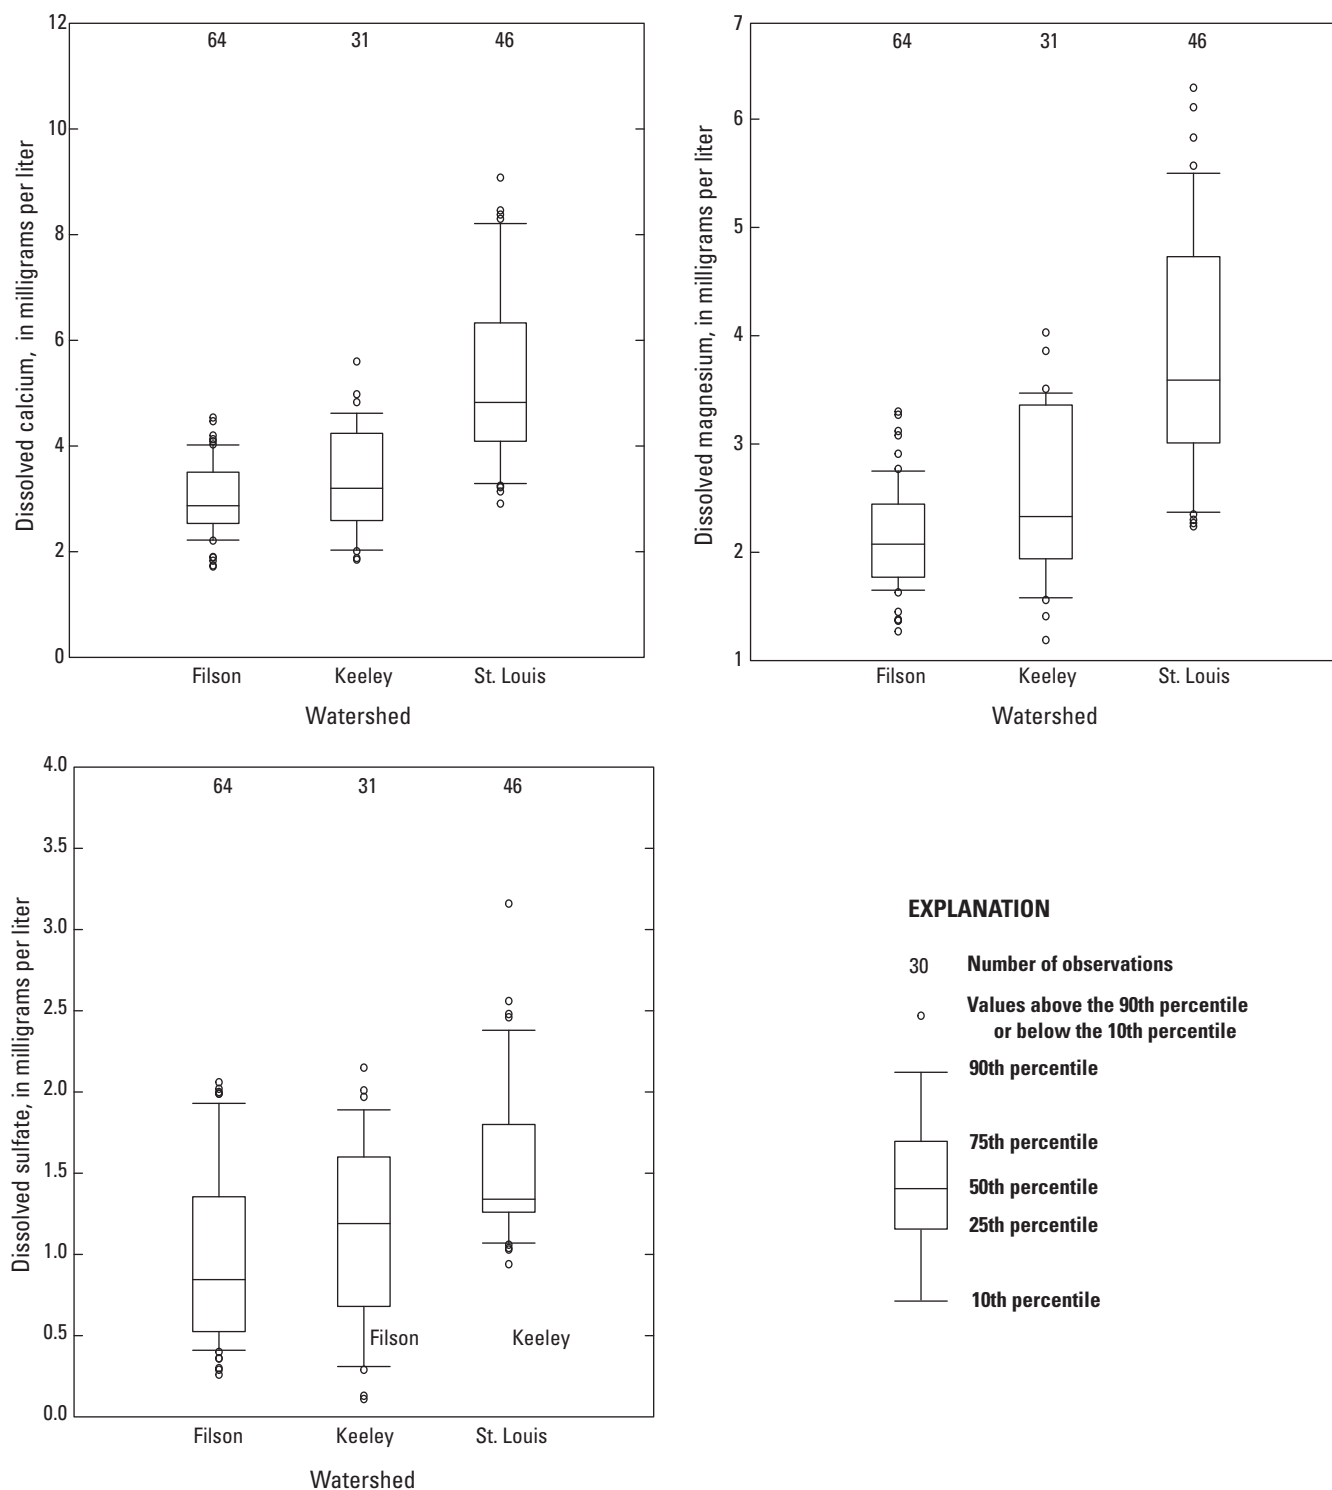 12
10
8
6
4
2
0
Dissolved calcium, in milligrams per liter
64 31 46
Filson Keeley St. Louis
Watershed
7
6
5
4
3
2
1
Dissolved magnesium, in milligrams per liter
64 31 46
Filson Keeley St. Louis
Watershed
4.0
3.5
3.0
2.5
2.0
1.5
1.0
0.5
0.0
Dissolved sulfate, in milligrams per liter
64 31 46
Filson Keeley
Filson Keeley St. Louis
Watershed
EXPLANATION
30 Number of observations
Values above the 90th percentile
or below the 10th percentile
90th percentile
75th percentile
50th percentile
25th percentile
10th percentile